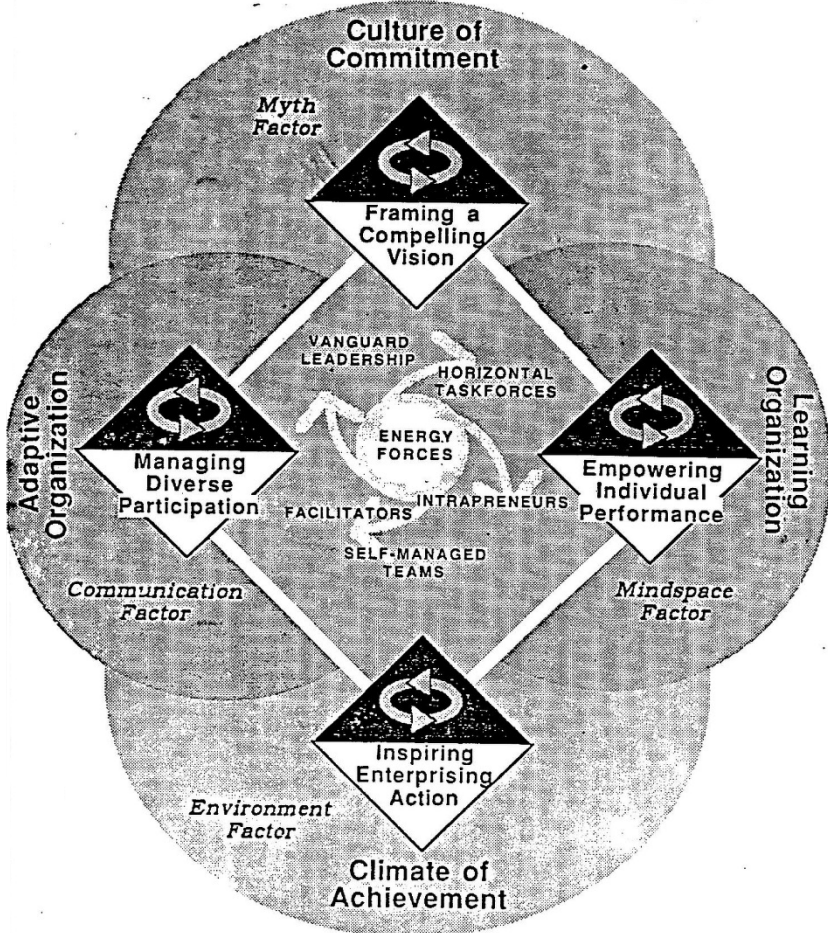 Culture of
Commitment
Myth
Factor
Framing a
Compelling
Vision
VANGUARD
LEADERSHIP
HORIZONTAL
TASKFORCES
Adaptive
Organization
Learning
Organization
Managing
Diverse
Participation
ENERGY
FORCES
Empowering
Individual
Performance
FACILITATORS
INTRAPRENEURS
SELF-MANAGED
TEAMS
Communication
Factor
Mindspace
Factor
Inspiring
Enterprising
Action
Environment
Factor
Climate of
Achievement